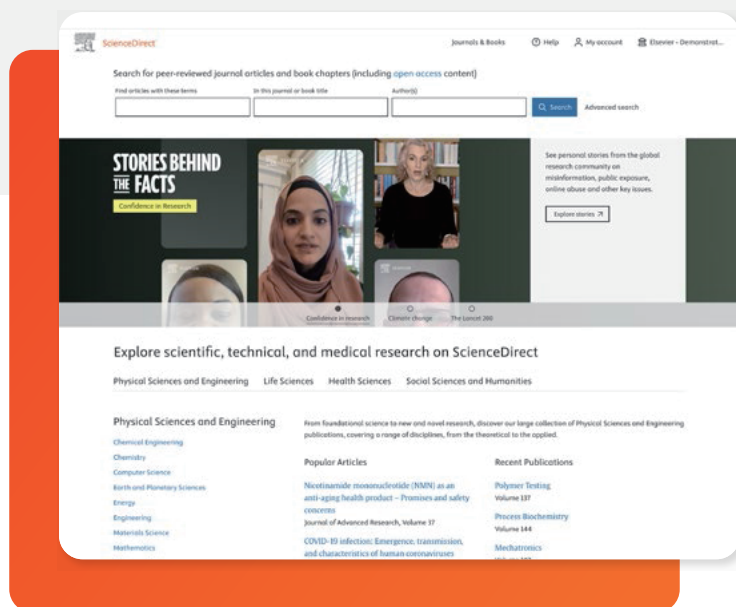 ScienceDirect
Journals & Books
Help
My account
Elsevier - Demonstrat...
Search for peer-reviewed journal articles and book chapters (including open access content)
Find articles with these terms
In this journal or book title
Author(s)
Search
Advanced search
STORIES BEHIND
THE FACTS
Confidence in Research
See personal stories from the global
research community on
misinformation, public exposure,
online abuse and other key issues.
Explore stories
Confidence in research
Climate change
The Lancet 200
Explore scientific, technical, and medical research on ScienceDirect
Physical Sciences and Engineering
Life Sciences
Health Sciences
Social Sciences and Humanities
Physical Sciences and Engineering
Chemical Engineering
Chemistry
Computer Science
Earth and Planetary Sciences
Energy
Engineering
Materials Science
Mathematics
From foundational science to new and novel research, discover our large collection of Physical Sciences and Engineering
publications, covering a range of disciplines, from the theoretical to the applied.
Popular Articles
Nicotinamide mononucleotide (NMN) as an
anti-aging health product – Promises and safety
concerns
Journal of Advanced Research, Volume 37
COVID-19 infection: Emergence, transmission,
and characteristics of human coronaviruses
Recent Publications
Polymer Testing
Volume 137
Process Biochemistry
Volume 144
Mechatronics